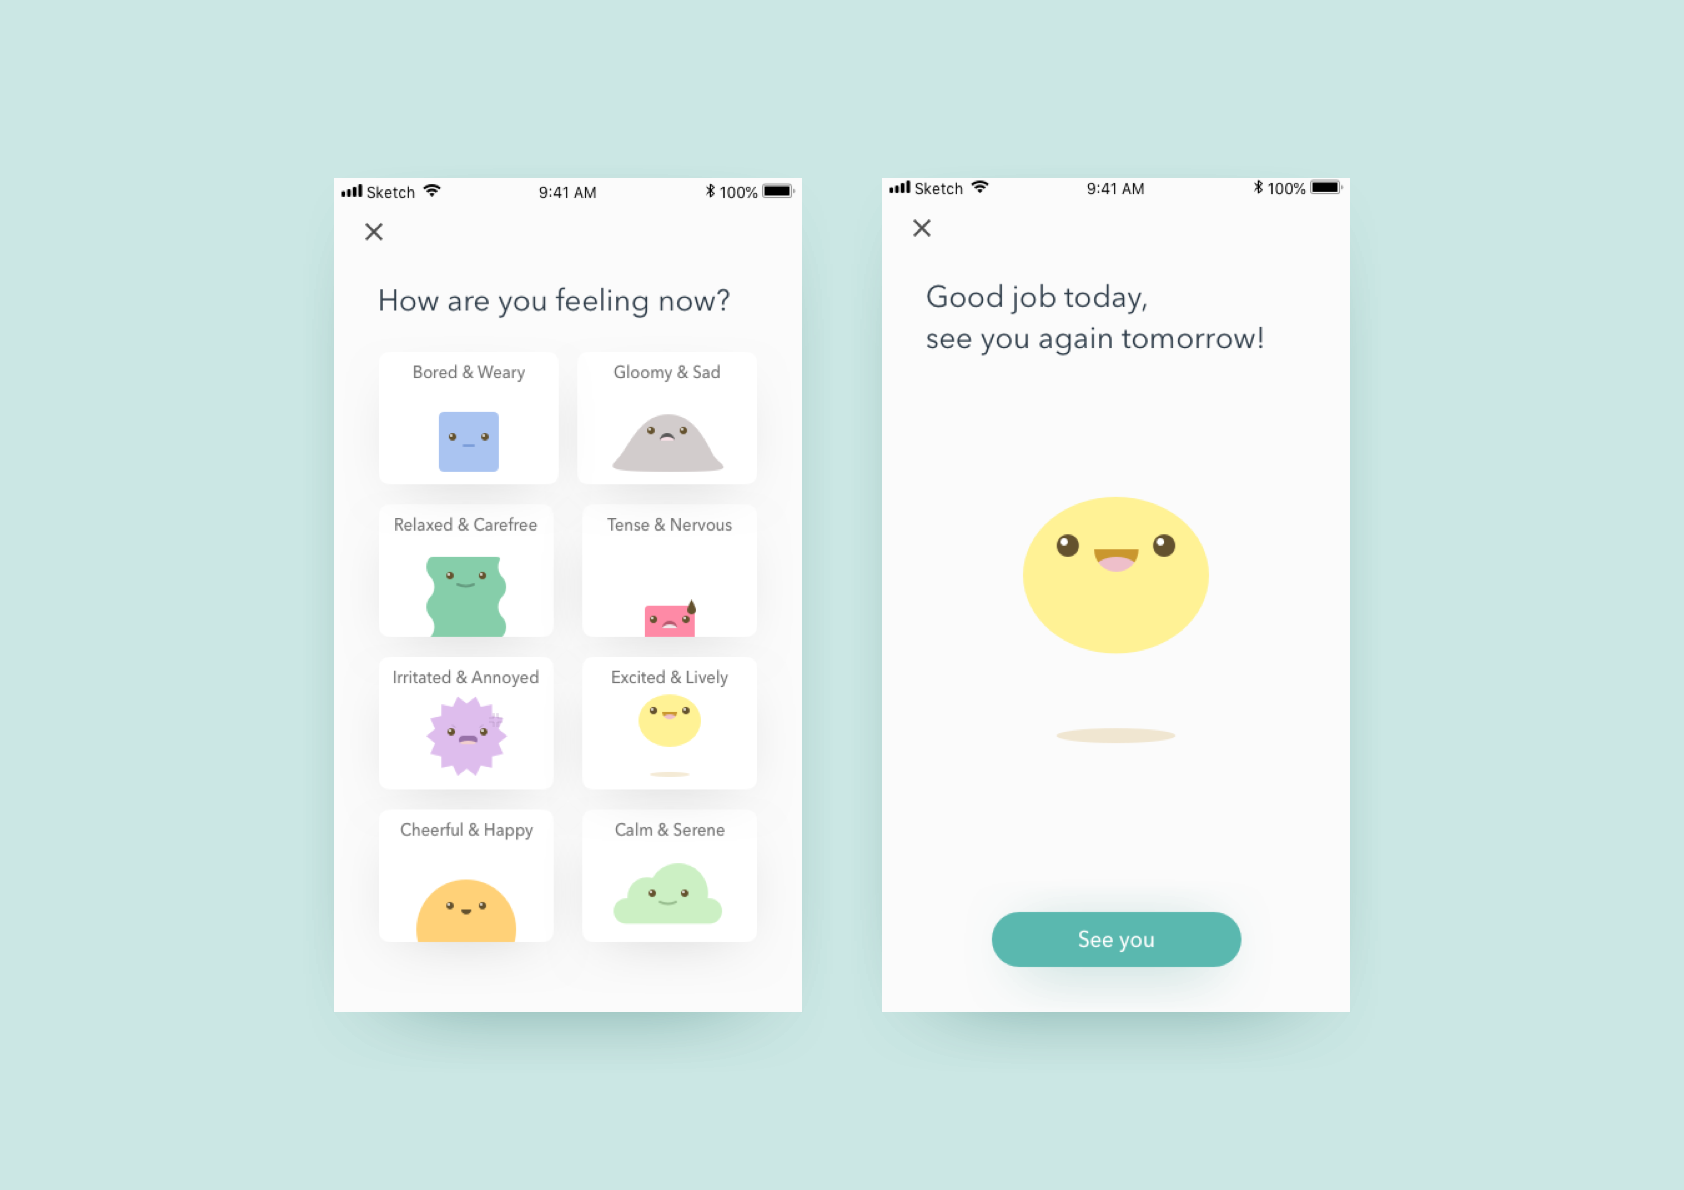 Sketch 9:41 AM 100%
How are you feeling now?
Bored & Weary
Gloomy & Sad
Relaxed & Carefree
Tense & Nervous
Irritated & Annoyed
Excited & Lively
Cheerful & Happy
Calm & Serene
Sketch 9:41 AM 100%
Good job today,
see you again tomorrow!
See you